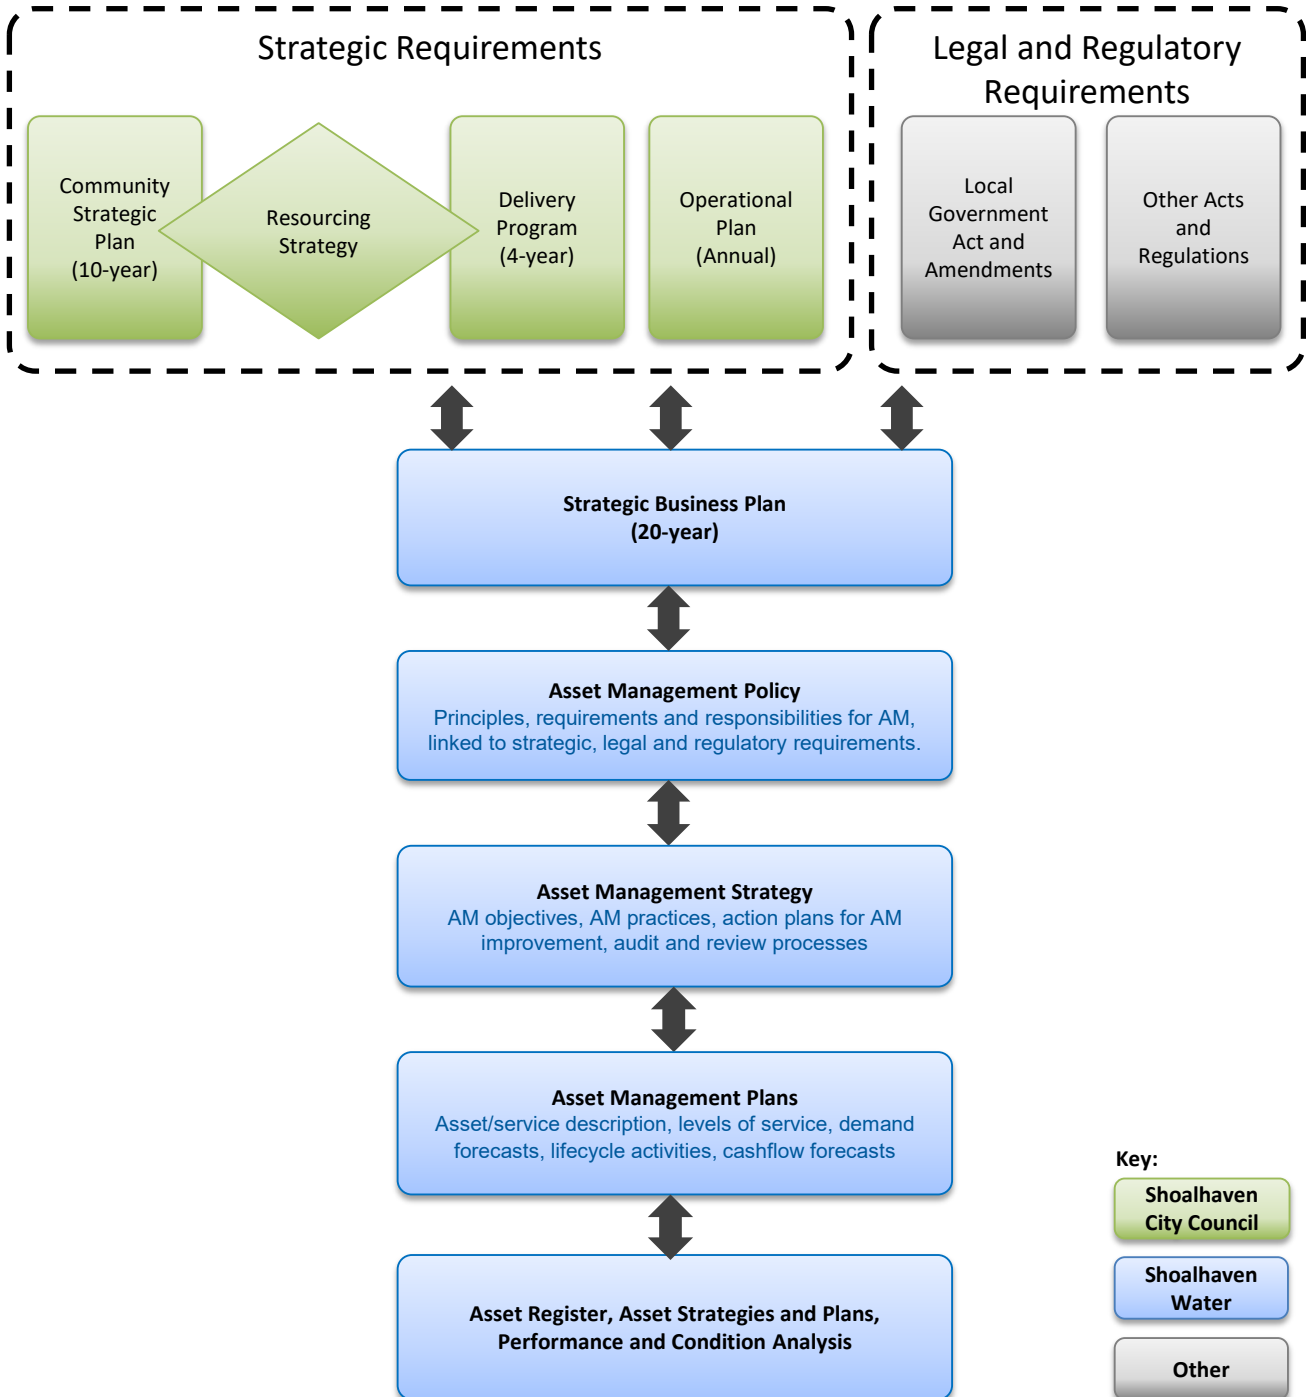 Strategic Requirements
Community
Strategic
Plan
(10-year)
Resourcing
Strategy
Delivery
Program
(4-year)
Operational
Plan
(Annual)
Legal and Regulatory
Requirements
Local
Government
Act and
Amendments
Other Acts
and
Regulations
Strategic Business Plan
(20-year)
Asset Management Policy
Principles, requirements and responsibilities for AM,
linked to strategic, legal and regulatory requirements.
Asset Management Strategy
AM objectives, AM practices, action plans for AM
improvement, audit and review processes
Asset Management Plans
Asset/service description, levels of service, demand
forecasts, lifecycle activities, cashflow forecasts
Asset Register, Asset Strategies and Plans,
Performance and Condition Analysis
Key:
Shoalhaven
City Council
Shoalhaven
Water
Other